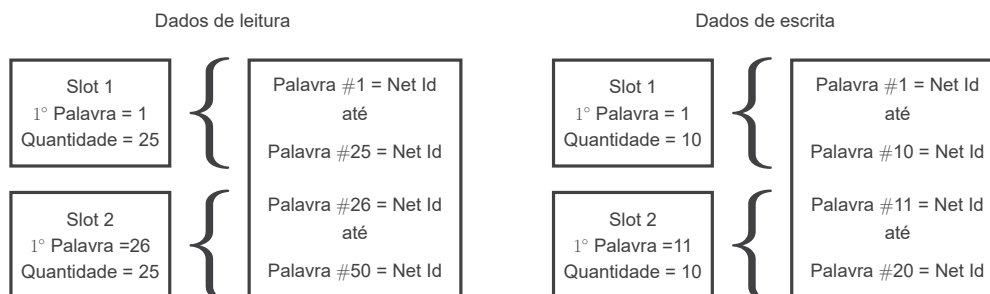 Dados de leitura
Slot 1
1° Palavra = 1
Quantidade = 25
Palavra #1 = Net Id
até
Palavra #25 = Net Id
Slot 2
1° Palavra =26
Quantidade = 25
Palavra #26 = Net Id
até
Palavra #50 = Net Id
Dados de escrita
Slot 1
1° Palavra = 1
Quantidade = 10
Palavra #1 = Net Id
até
Palavra #10 = Net Id
Slot 2
1° Palavra =11
Quantidade = 10
Palavra #11 = Net Id
até
Palavra #20 = Net Id